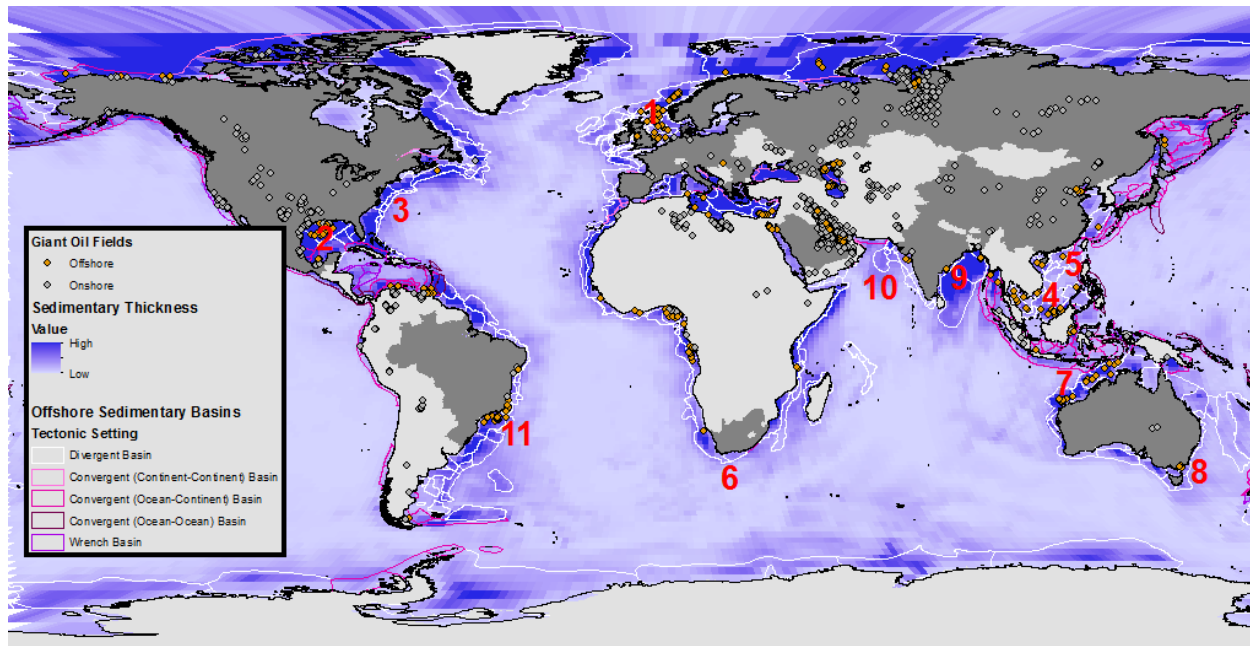 1
3
2
5
9
10
4
7
11
6
8
Giant Oil Fields
Offshore
Onshore
Sedimentary Thickness
Value
High
Low
Offshore Sedimentary Basins
Tectonic Setting
Divergent Basin
Convergent (Continent-Continent) Basin
Convergent (Ocean-Continent) Basin
Convergent (Ocean-Ocean) Basin
Wrench Basin